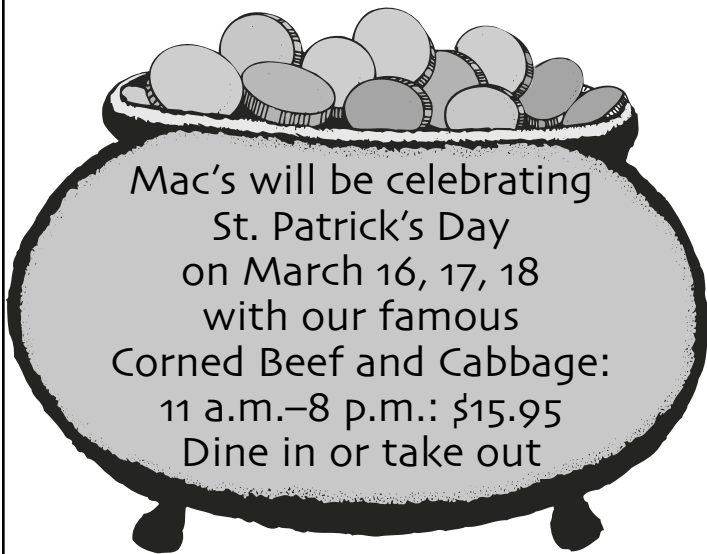 Mac’s will be celebrating
St. Patrick’s Day
on March 16, 17, 18
with our famous
Corned Beef and Cabbage:
11 a.m.–8 p.m.: $15.95
Dine in or take out